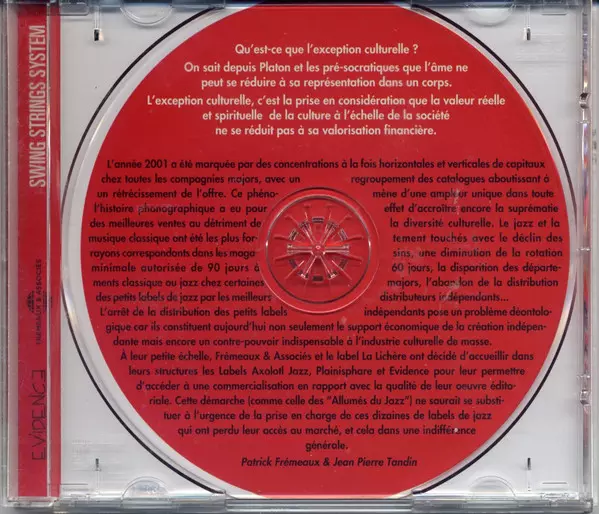 SWING STRINGS SYSTEM
FREMEAUX & ASSOCIES
EVIDENCE
Qu'est-ce que l'exception culturelle ?
On sait depuis Platon et les pré-socratiques que l'âme ne
peut se réduire à sa représentation dans un corps.
L'exception culturelle, c'est la prise en considération que la valeur réelle
et spirituelle de la culture à l'échelle de la société
ne se réduit pas à sa valorisation financière.
L'année 2001 a été marquée par des concentrations à la fois horizontales et verticales de capitaux
chez toutes les compagnies majors, avec un regroupement des catalogues aboutissant à
un rétrécissement de l'offre. Ce phéno- mène d'une ampleur unique dans toute
l'histoire phonographique a eu pour effet d'accroître encore la suprématie
des meilleures ventes au détriment de la diversité culturelle. Le jazz et la
musique classique ont été les plus for- tement touchés avec le déclin des
rayons correspondants dans les maga- sins, une diminution de la rotation
minimale autorisée de 90 jours à 60 jours, la disparition des départe-
ments classique ou jazz chez certaines majors, l'abandon de la distribution
des petits labels de jazz par les meilleurs distributeurs indépendants...
L'arrêt de la distribution des petits labels indépendants pose un problème déontolo-
gique car ils constituent aujourd'hui non seulement le support économique de la création indépen-
dante mais encore un contre-pouvoir indispensable à l'industrie culturelle de masse.
À leur petite échelle, Frémeaux & Associés et le label La Lichère ont décidé d'accueillir dans
leurs structures les Labels Axolotl Jazz, Plainisphare et Evidence pour leur permettre
d'accéder à une commercialisation en rapport avec la qualité de leur oeuvre édito-
riale. Cette démarche (comme celle des "Allumés du Jazz") ne saurait se substi-
tuer à l'urgence de la prise en charge de ces dizaines de labels de jazz
qui ont perdu leur accès au marché, et cela dans une indifférence
générale.
Patrick Frémeaux & Jean Pierre Tandin